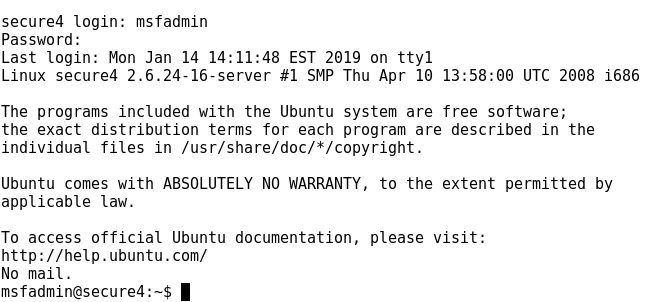 secure4 login: msfadmin
Password:
Last login: Mon Jan 14 14:11:48 EST 2019 on tty1
Linux secure4 2.6.24-16-server #1 SMP Thu Apr 10 13:58:00 UTC 2008 i686
The programs included with the Ubuntu system are free software;
the exact distribution terms for each program are described in the
individual files in /usr/share/doc/*/copyright.
Ubuntu comes with ABSOLUTELY NO WARRANTY, to the extent permitted by
applicable law.
To access official Ubuntu documentation, please visit:
http://help.ubuntu.com/
No mail.
msfadmin@secure4:~$